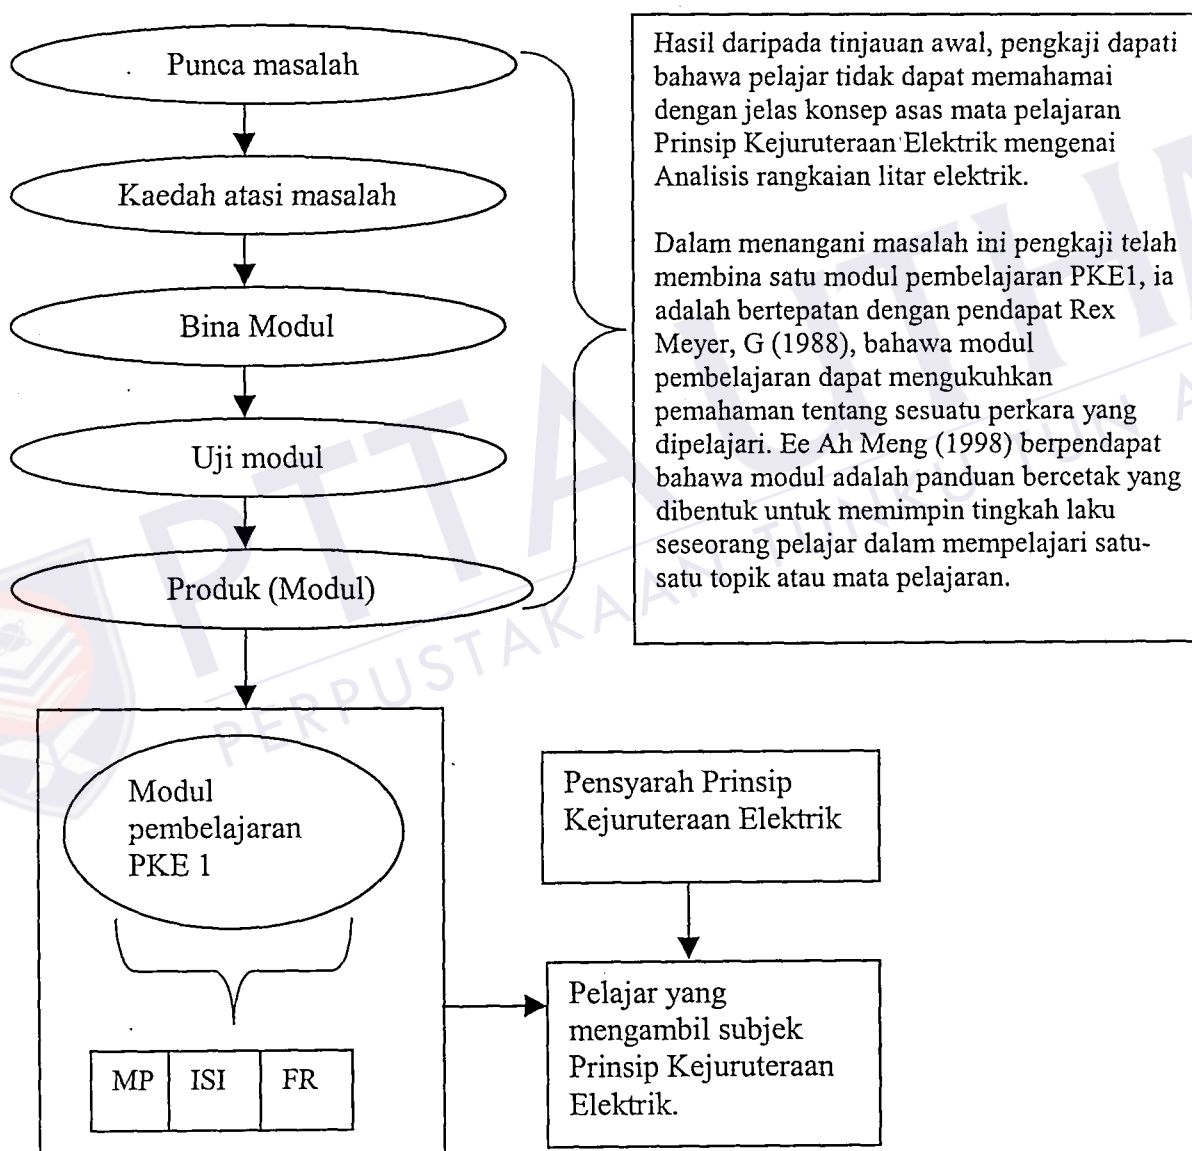 Punca masalah
Kaedah atasi masalah
Bina Modul
Uji modul
Produk (Modul)
Hasil daripada tinjauan awal, pengkaji dapati
bahawa pelajar tidak dapat memahamai
dengan jelas konsep asas mata pelajaran
Prinsip Kejuruteraan Elektrik mengenai
Analisis rangkaian litar elektrik.
Dalam menangani masalah ini pengkaji telah
membina satu modul pembelajaran PKE1, ia
adalah bertepatan dengan pendapat Rex
Meyer, G (1988), bahawa modul
pembelajaran dapat mengukuhkan
pemahaman tentang sesuatu perkara yang
dipelajari. Ee Ah Meng (1998) berpendapat
bahawa modul adalah panduan bercetak yang
dibentuk untuk memimpin tingkah laku
seseorang pelajar dalam mempelajari satu-
satu topik atau mata pelajaran.
Modul
pembelajaran
PKE 1
MP ISI FR
Pensyarah Prinsip
Kejuruteraan Elektrik
Pelajar yang
mengambil subjek
Prinsip Kejuruteraan
Elektrik.
PTTA UTHM
PERPUSTAKAAN TUNKU TUN A